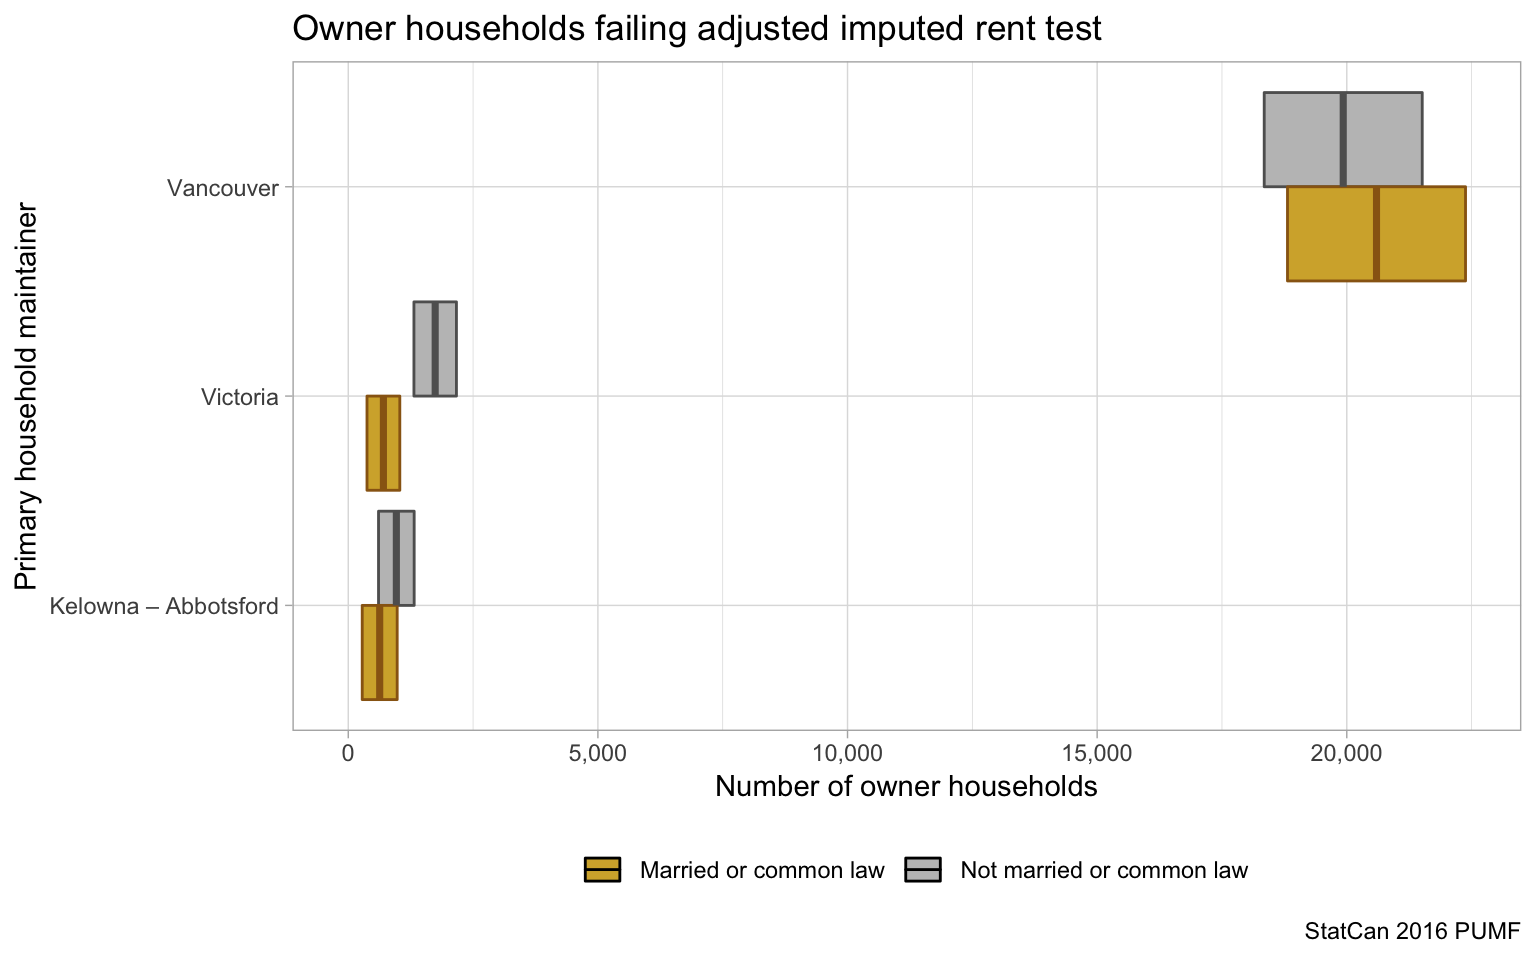 Owner households failing adjusted imputed rent test
Primary household maintainer
Vancouver
Victoria
Kelowna – Abbotsford
0 5,000 10,000 15,000 20,000
Number of owner households
Married or common law Not married or common law
StatCan 2016 PUMF